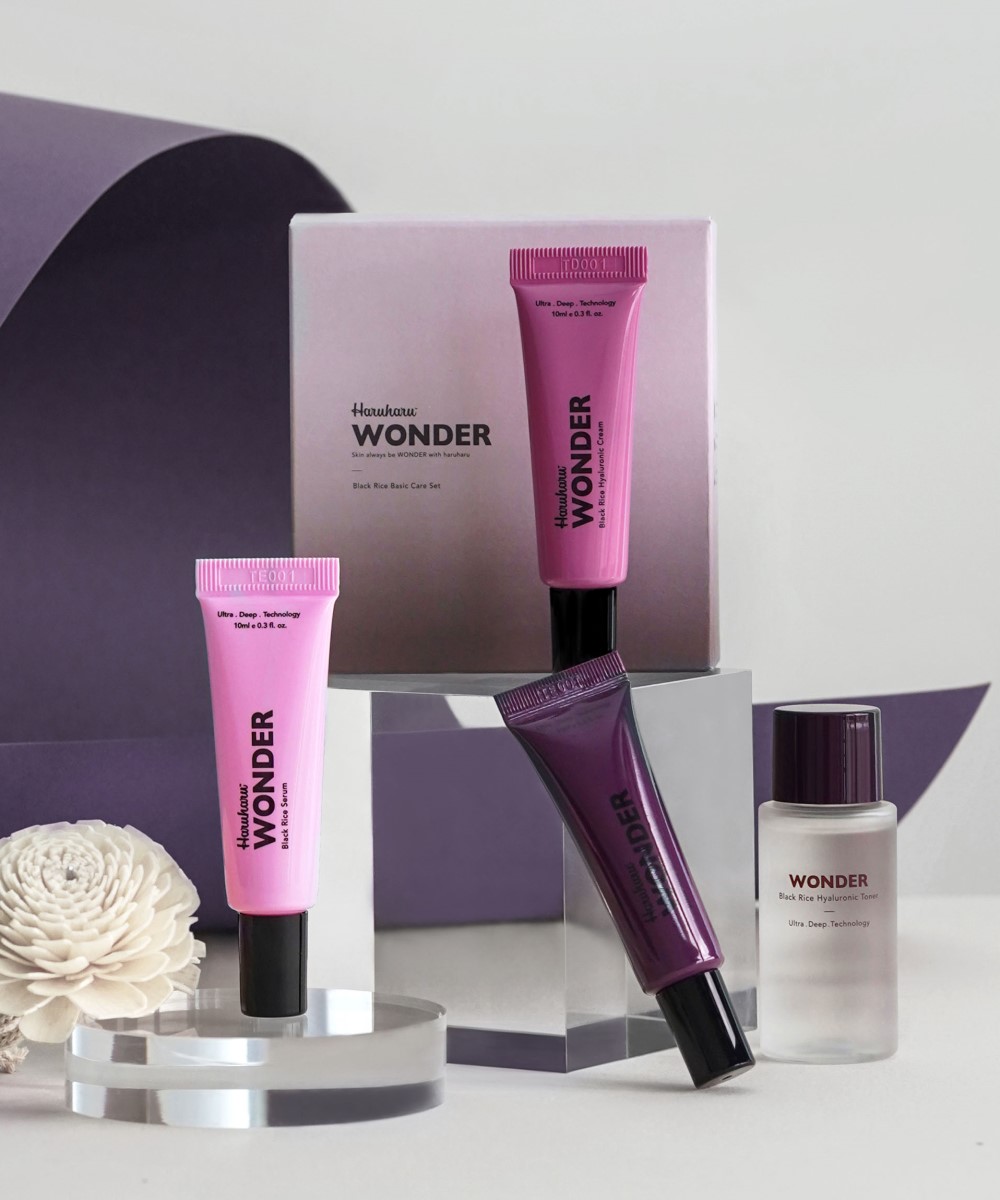 TD001
Ultra . Deep . Technology
10ml e 0.3 fl. oz.
Haruharu
WONDER
Black Rice Hyaluronic Cream
Haruharu
WONDER
Skin always be WONDER with haruharu
Black Rice Basic Care Set
TE001
Ultra . Deep . Technology
10ml e 0.3 fl. oz.
Haruharu
WONDER
Black Rice Serum
Haruharu
WONDER
WONDER
Black Rice Hyaluronic Toner
Ultra . Deep . Technology